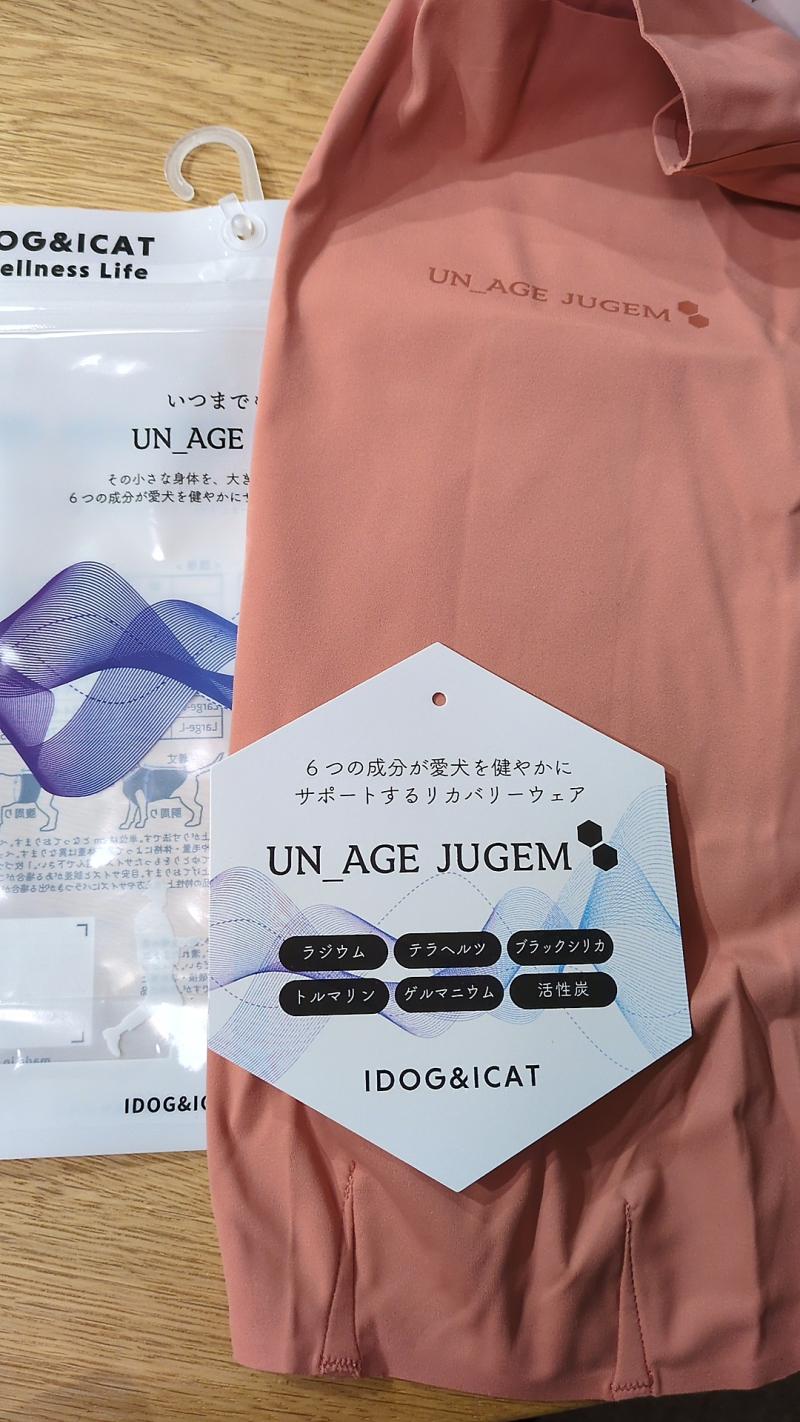 OG&ICAT
ellness Life
いつまで
UN_AGE
その小さな身体を、大き
6つの成分が愛犬を健やかに
IDOG&IC
UN_AGE JUGEM
6つの成分が愛犬を健やかに
サポートするリカバリーウェア
UN_AGE JUGEM
ラジウム テラヘルツ ブラックシリカ
トルマリン ゲルマニウム 活性炭
IDOG&ICAT